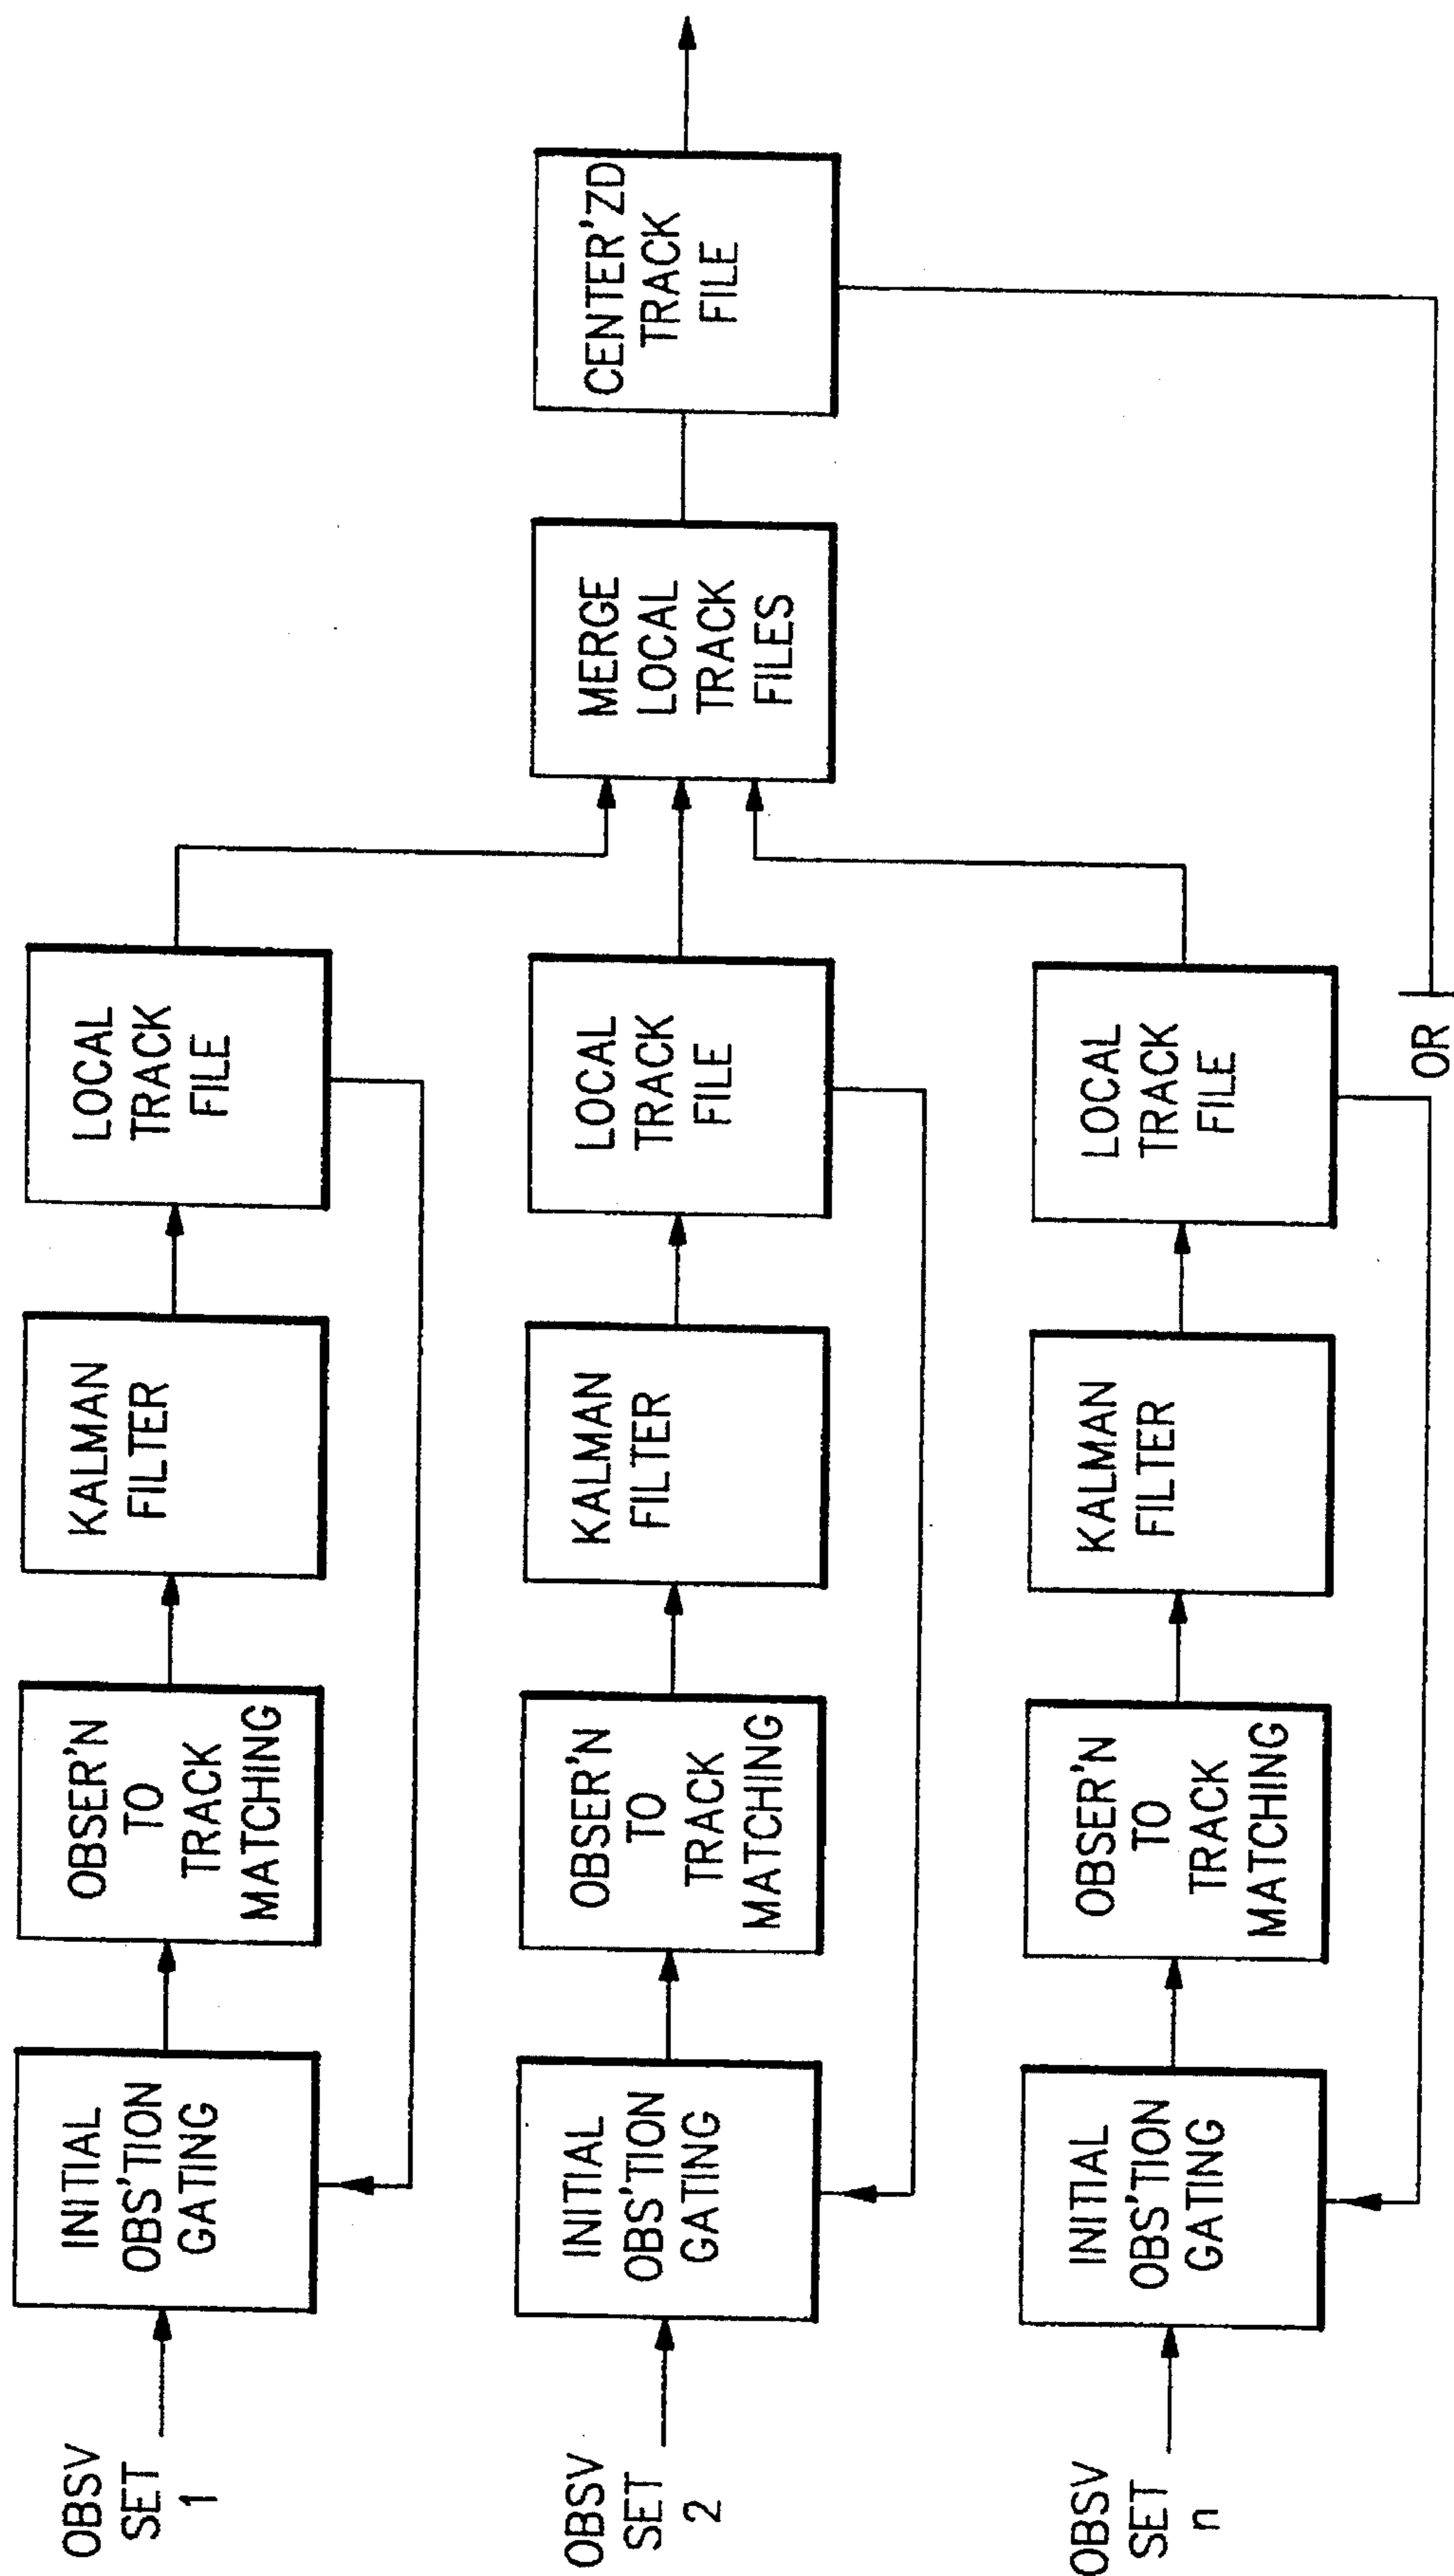 OBSV
SET
1
INITIAL
OBS'TION
GATING
OBSER'N
TO
TRACK
MATCHING
KALMAN
FILTER
LOCAL
TRACK
FILE
OBSV
SET
2
INITIAL
OBS'TION
GATING
OBSER'N
TO
TRACK
MATCHING
KALMAN
FILTER
LOCAL
TRACK
FILE
MERGE
LOCAL
TRACK
FILES
CENTER'ZD
TRACK
FILE
OBSV
SET
n
INITIAL
OBS'TION
GATING
OBSER'N
TO
TRACK
MATCHING
KALMAN
FILTER
LOCAL
TRACK
FILE
OR